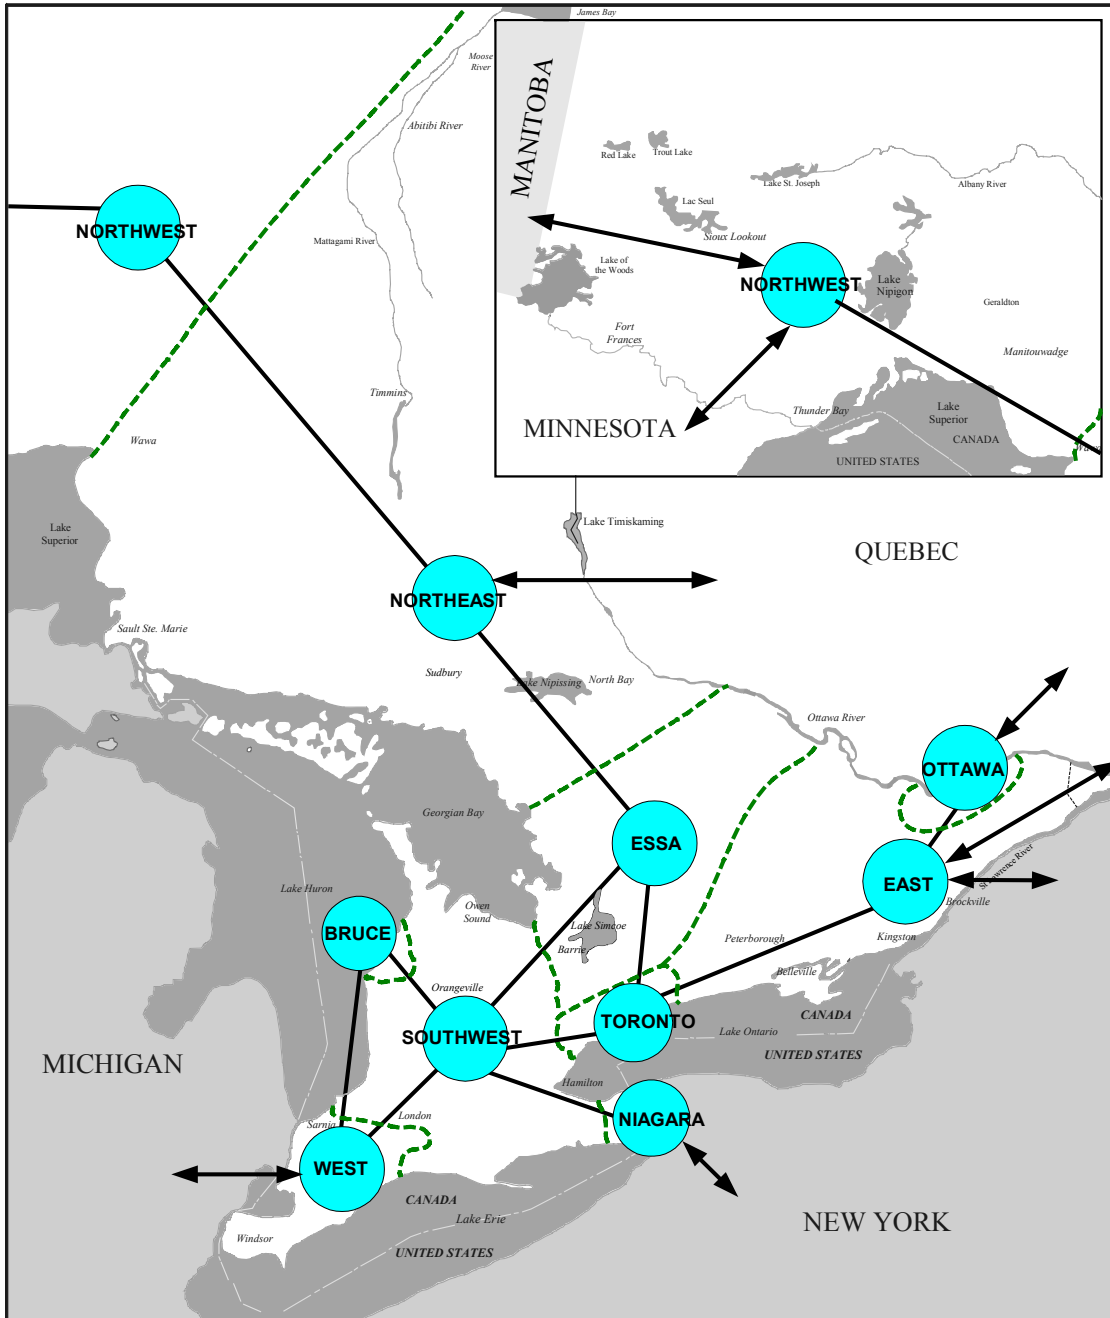 James Bay
Moose
River
Abitibi River
MANITOBA
Red Lake
Trout Lake
Lake St. Joseph
Albany River
Lac Seul
Sioux Lookout
Lake of
the Woods
NORTHWEST
Lake
Nipigon
Geraldton
Fort
Frances
Manitouwadge
Thunder Bay
Lake
Superior
MINNESOTA
CANADA
UNITED STATES
Wawa
NORTHWEST
Mattagami River
Timmins
Wawa
Lake
Superior
Lake Timiskaming
QUEBEC
NORTHEAST
Sault Ste. Marie
Sudbury
Lake Nipissing
North Bay
Ottawa River
OTTAWA
Georgian Bay
ESSA
EAST
St. Lawrence River
Brockville
Lake Huron
Owen
Sound
Lake Simcoe
Barrie
Peterborough
Kingston
BRUCE
Belleville
Orangeville
CANADA
SOUTHWEST
TORONTO
Lake Ontario
UNITED STATES
MICHIGAN
Hamilton
London
Sarnia
NIAGARA
WEST
CANADA
Lake Erie
NEW YORK
Windsor
UNITED STATES